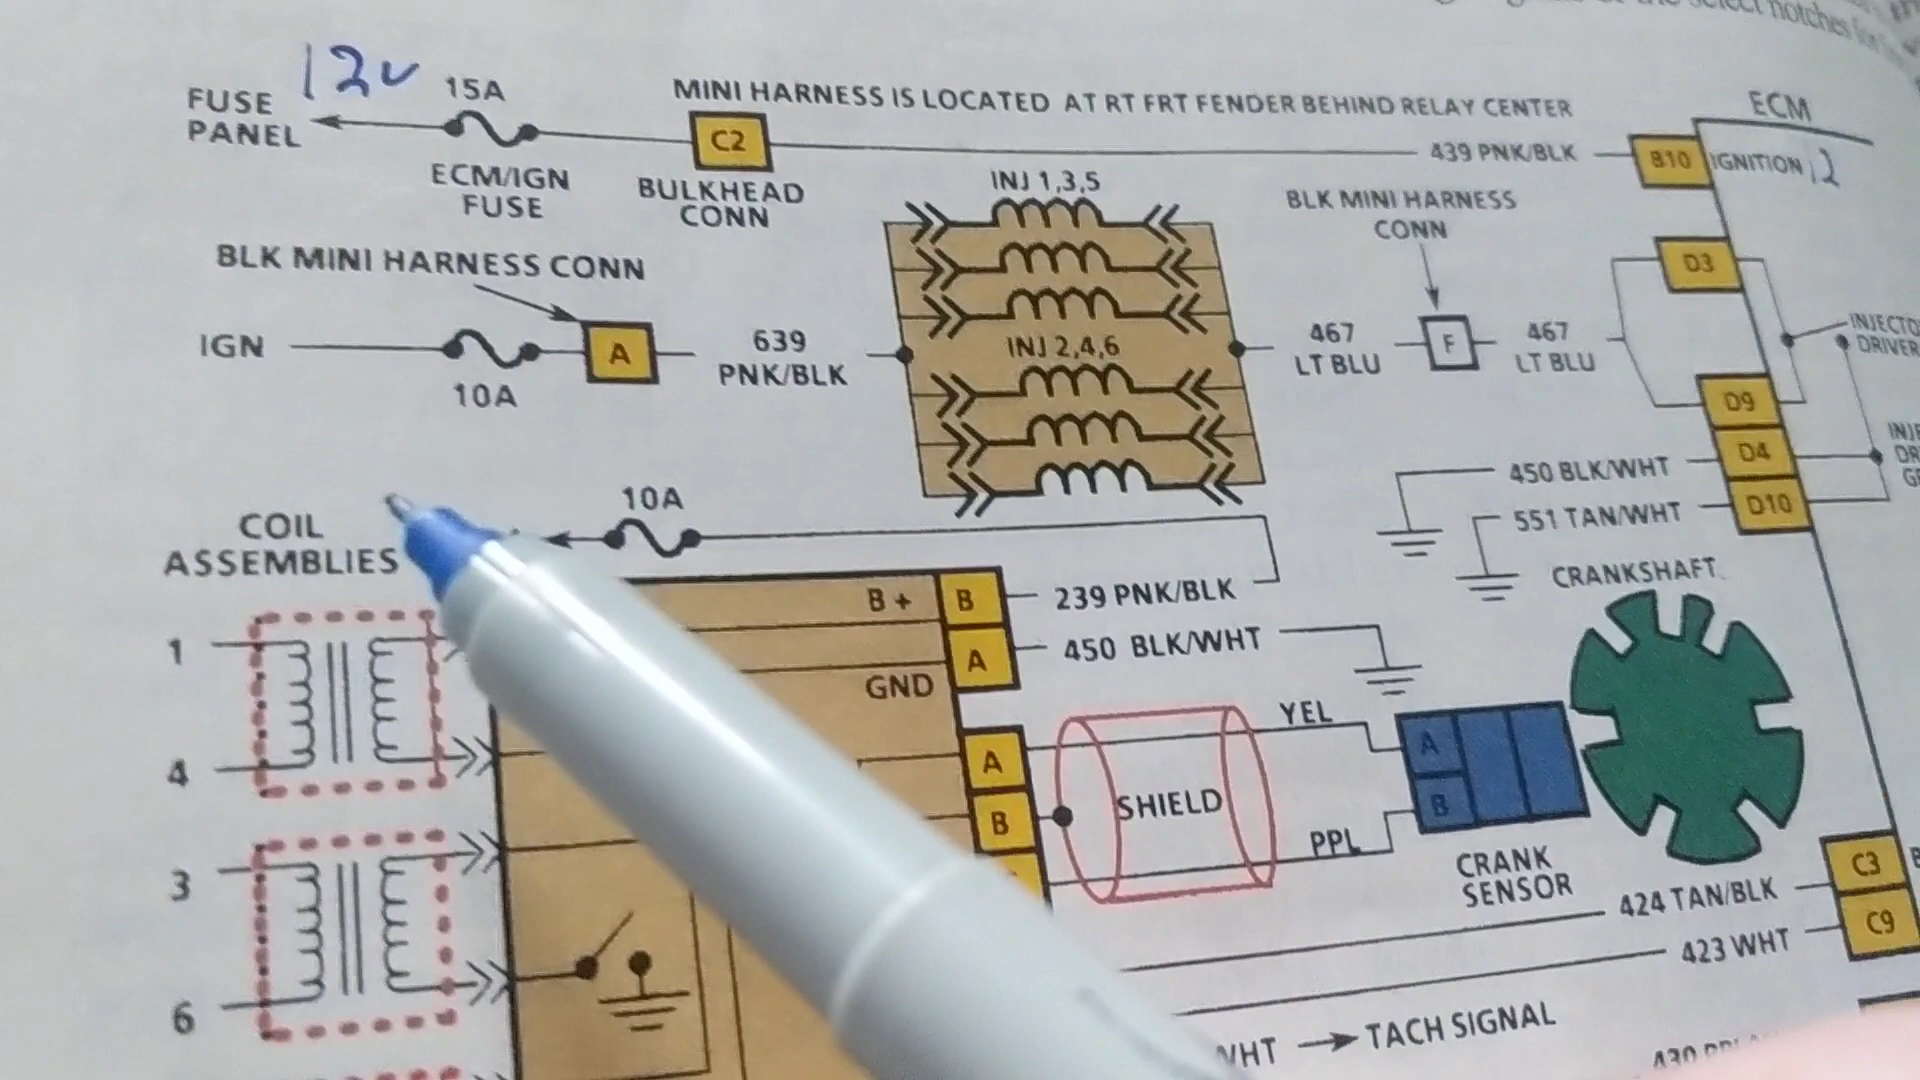 select notches for
12v
FUSE
PANEL
15A
ECM/IGN
FUSE
C2
BULKHEAD
CONN
MINI HARNESS IS LOCATED AT RT FRT FENDER BEHIND RELAY CENTER
439 PNK/BLK
B10
ECM
IGNITION 12
BLK MINI HARNESS CONN
IGN
10A
A
639
PNK/BLK
INJ 1,3,5
INJ 2,4,6
BLK MINI HARNESS
CONN
467
LT BLU
F
467
LT BLU
D3
D9
D4
D10
DRIVER
450 BLK/WHT
551 TAN/WHT
COIL
ASSEMBLIES
10A
B+
B
239 PNK/BLK
A
450 BLK/WHT
GND
1
4
3
6
A
B
SHIELD
YEL
PPL
A
B
CRANKSHAFT
CRANK
SENSOR
C3
C9
424 TAN/BLK
423 WHT
WHT → TACH SIGNAL